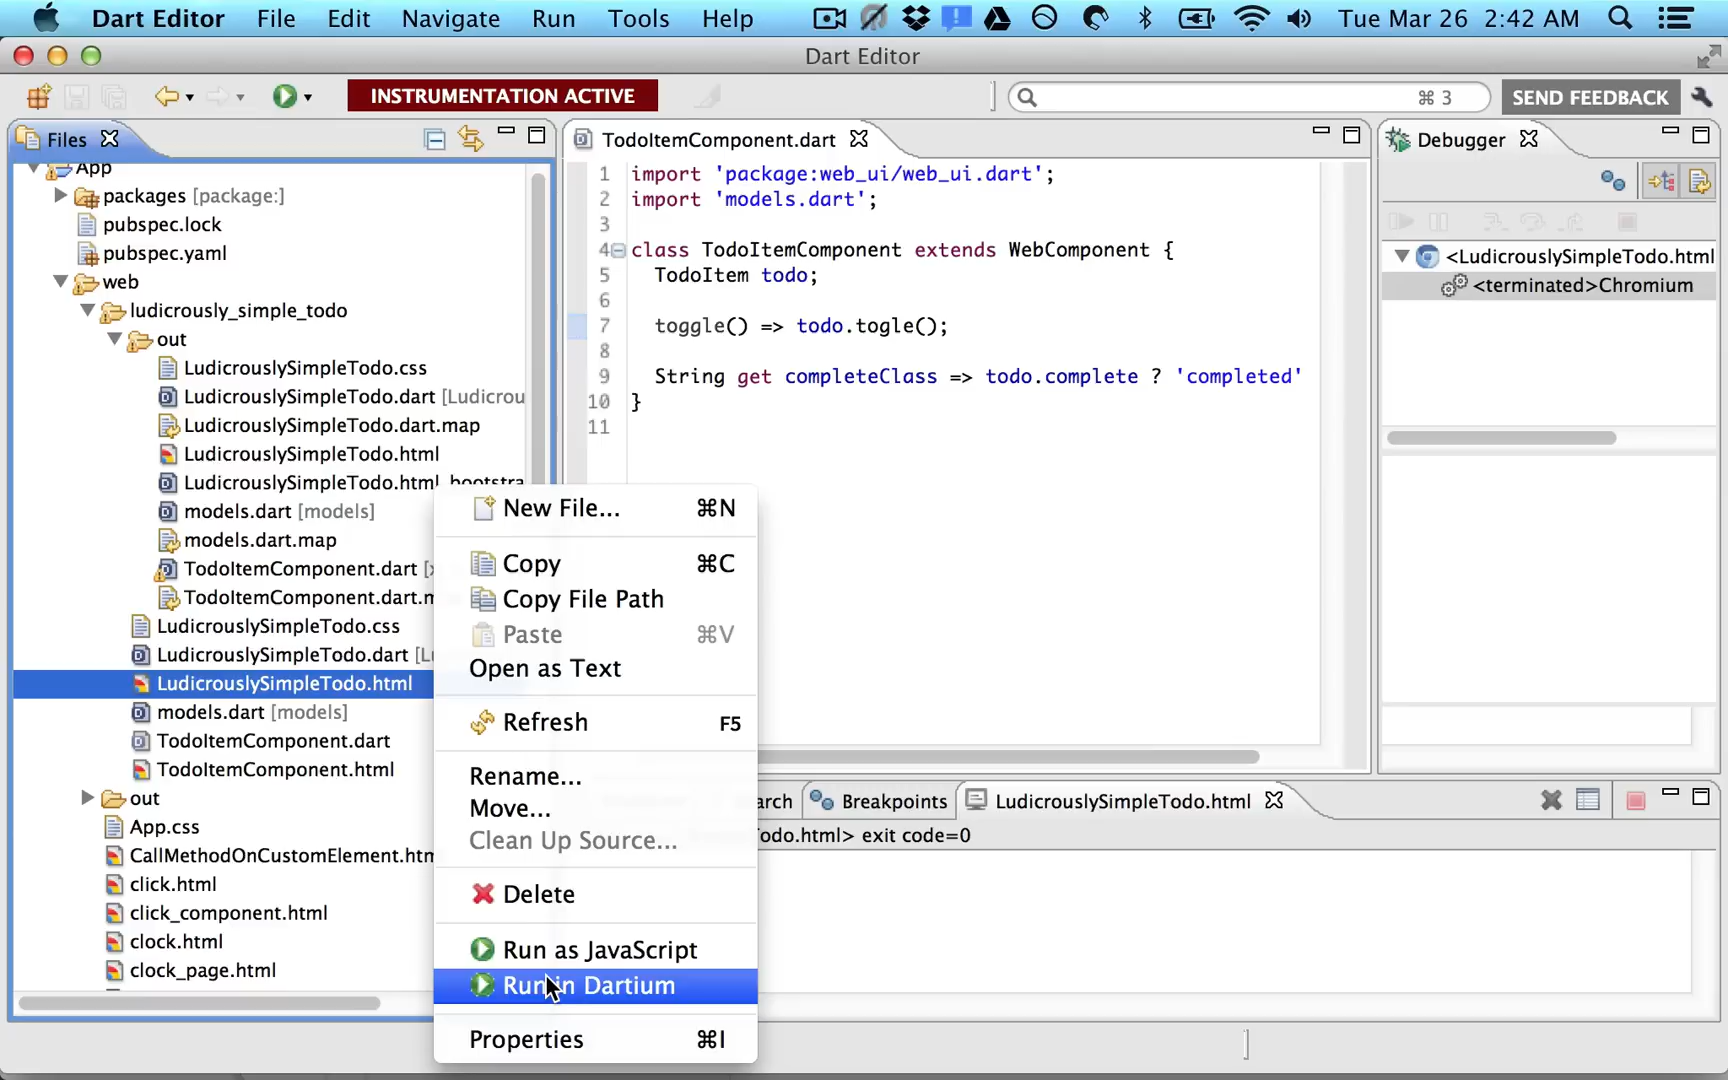 Dart Editor File Edit Navigate Run Tools Help Tue Mar 26 2:42 AM
Dart Editor
INSTRUMENTATION ACTIVE ⌘ 3 SEND FEEDBACK
Files
App
packages [package:]
pubspec.lock
pubspec.yaml
web
ludicrously_simple_todo
out
LudicrouslySimpleTodo.css
LudicrouslySimpleTodo.dart [Ludicrou
LudicrouslySimpleTodo.dart.map
LudicrouslySimpleTodo.html
LudicrouslySimpleTodo.html_bootstra
models.dart [models]
models.dart.map
TodoItemComponent.dart [x
TodoItemComponent.dart.m
LudicrouslySimpleTodo.css
LudicrouslySimpleTodo.dart [L
LudicrouslySimpleTodo.html
models.dart [models]
TodoItemComponent.dart
TodoItemComponent.html
out
App.css
CallMethodOnCustomElement.htm
click.html
click_component.html
clock.html
clock_page.html
New File... ⌘N
Copy ⌘C
Copy File Path
Paste ⌘V
Open as Text
Refresh F5
Rename...
Move...
Clean Up Source...
Delete
Run as JavaScript
Run in Dartium
Properties ⌘I
TodoItemComponent.dart
1 import 'package:web_ui/web_ui.dart';
2 import 'models.dart';
3
4 class TodoItemComponent extends WebComponent {
5 TodoItem todo;
6
7 toggle() => todo.togle();
8
9 String get completeClass => todo.complete ? 'completed'
10 }
11
Debugger
<LudicrouslySimpleTodo.html
<terminated>Chromium
arch Breakpoints LudicrouslySimpleTodo.html
odo.html> exit code=0